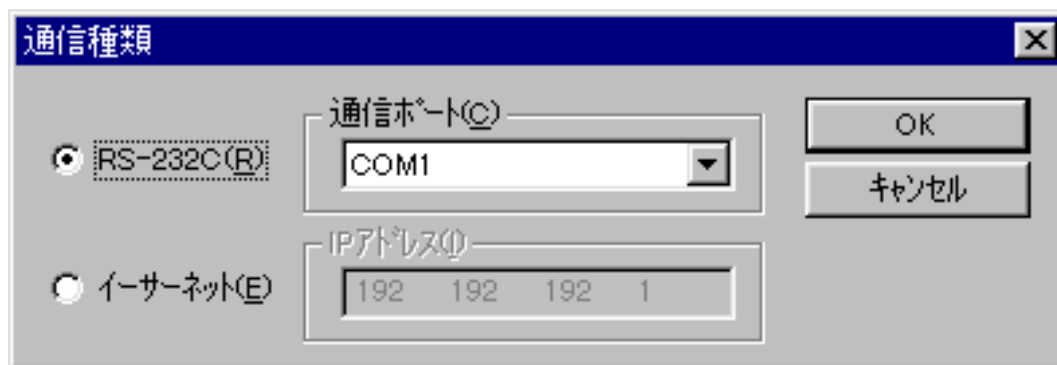 通信種類
通信ポート(C)
RS-232C(R)
COM1
OK
キャンセル
IPアドレス(I)
イーサーネット(E)
192 192 192 1